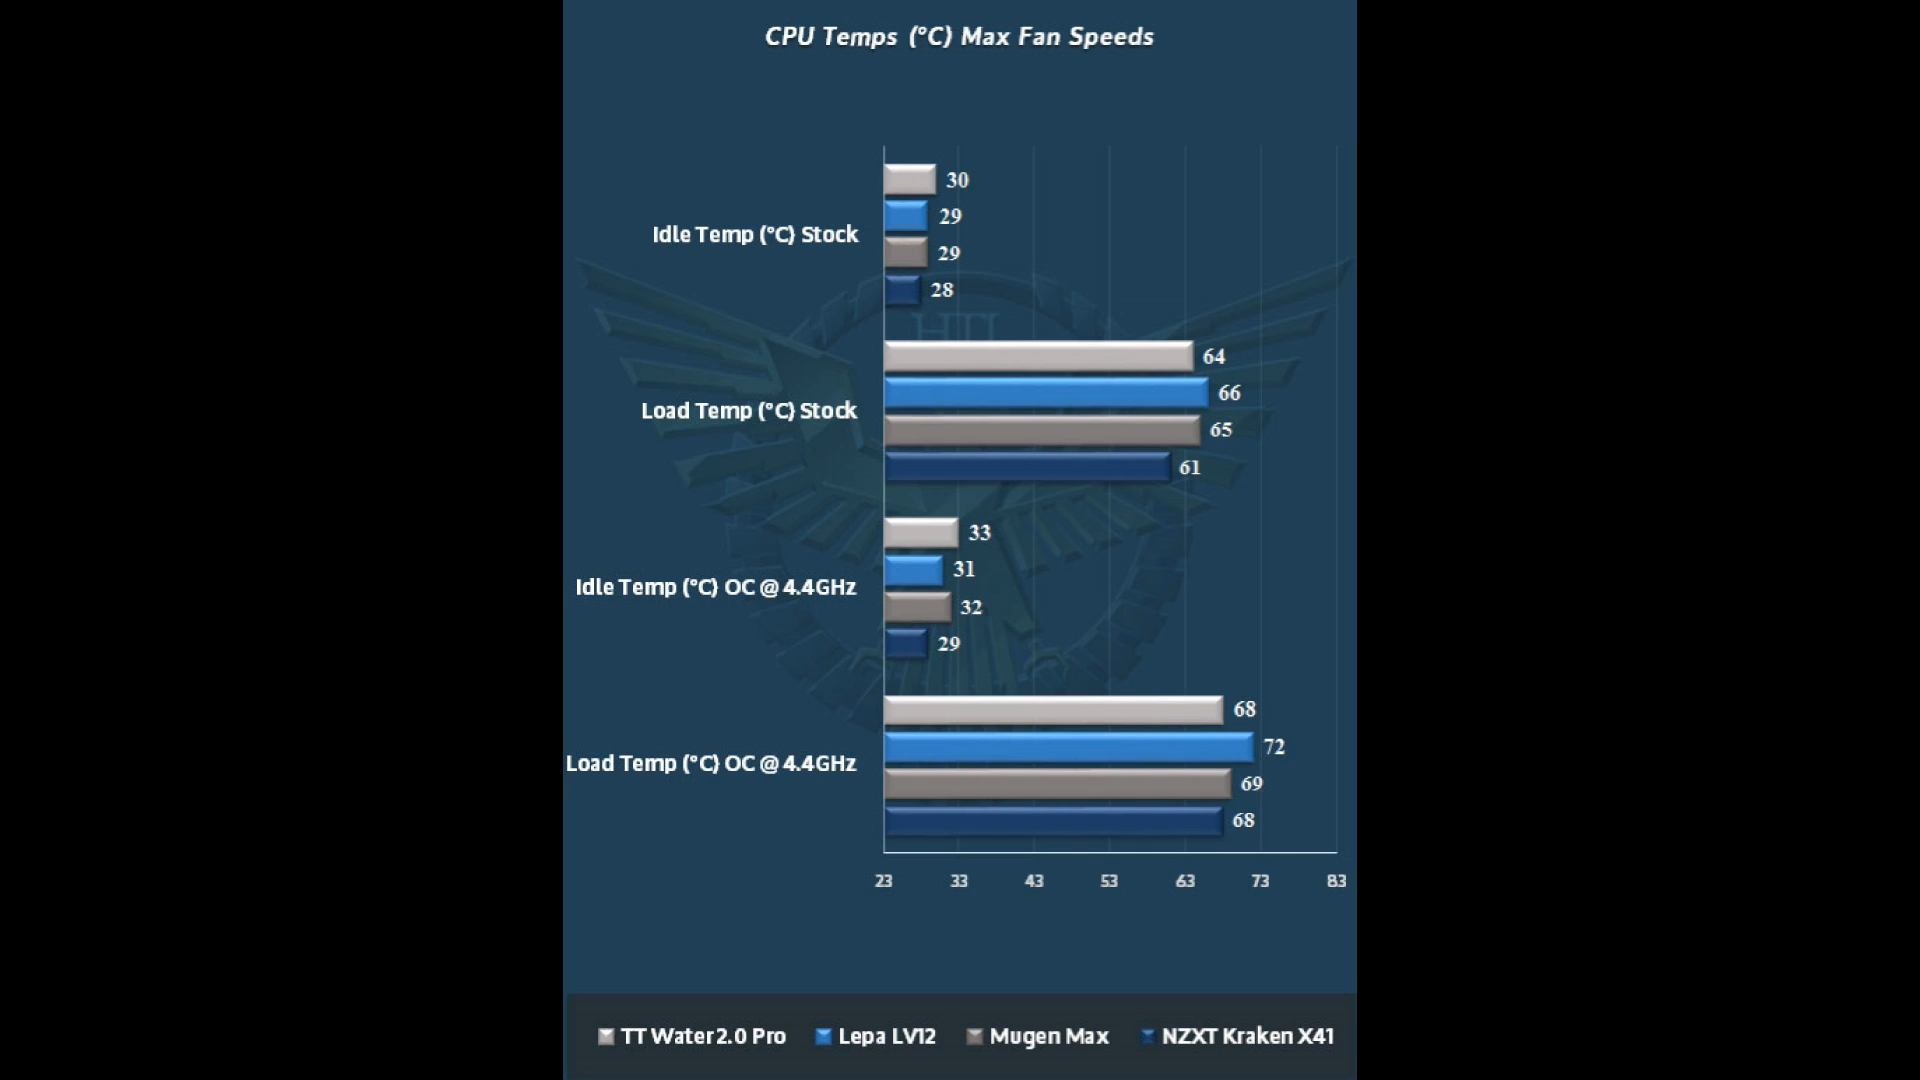 CPU Temps (°C) Max Fan Speeds
30
29
Idle Temp (°C) Stock
29
28
HTL
64
66
Load Temp (°C) Stock
65
61
33
31
Idle Temp (°C) OC @ 4.4GHz
32
29
68
72
Load Temp (°C) OC @ 4.4GHz
69
68
23 33 43 53 63 73 83
TT Water2.0 Pro Lepa LV12 Mugen Max NZXT Kraken X41